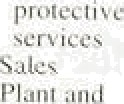 protective
services
Sales
Plant and